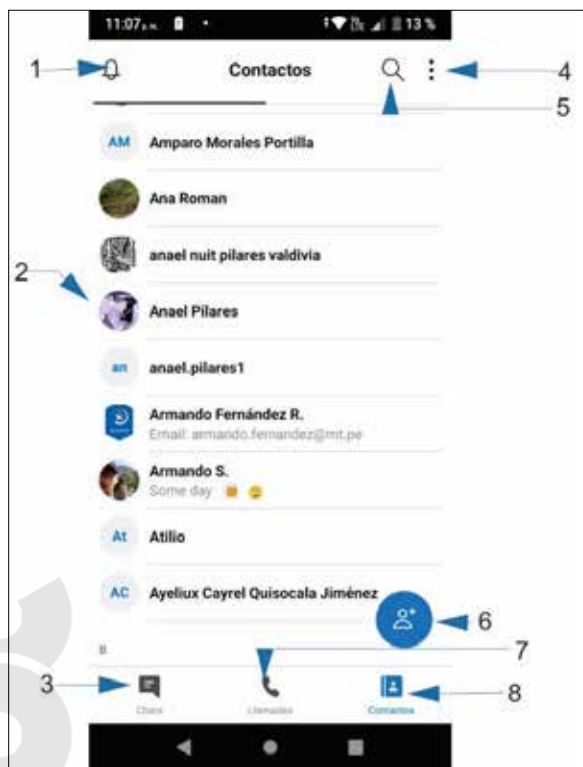 11:07 p. m. 13 %
1 Contactos 4
5
AM Amparo Morales Portilla
Ana Roman
anael nuit pilares valdivia
2
Anael Pilares
an anael.pilares1
Armando Fernández R.
Email: armando.fernandez@mt.pe
Armando S.
Some day
At Atilio
AC Ayeliux Cayrel Quisocala Jiménez
6
B
7
3
8
Chats Llamadas Contactos